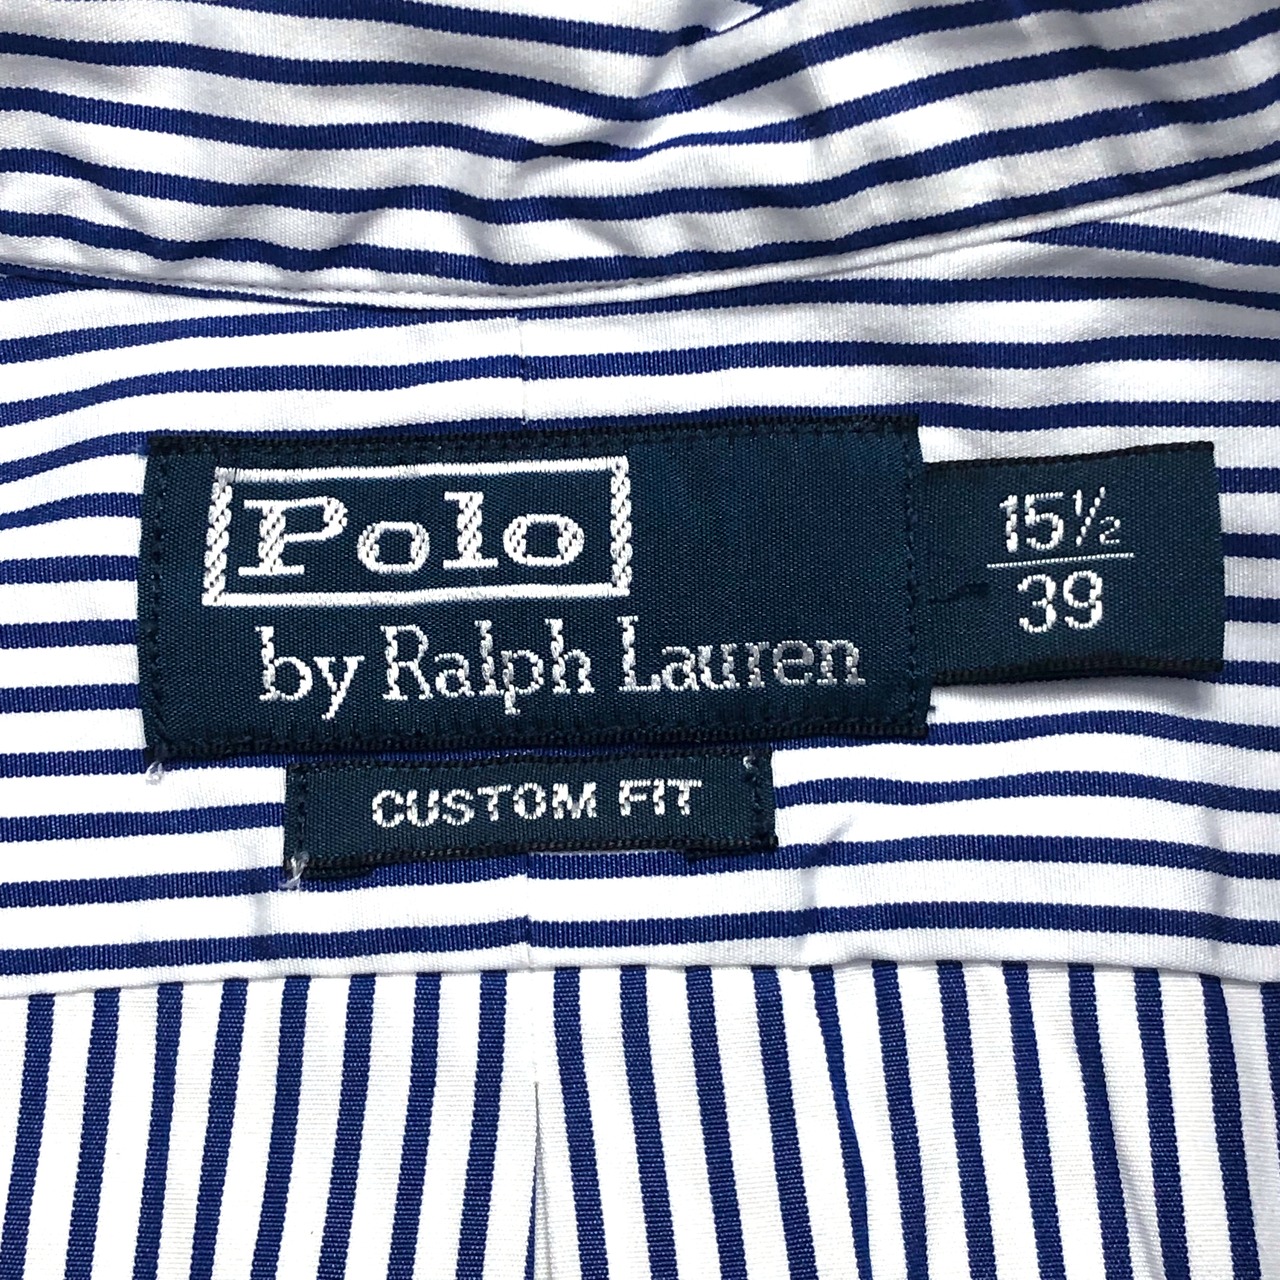 Polo
by Ralph Lauren
15½
39
CUSTOM FIT